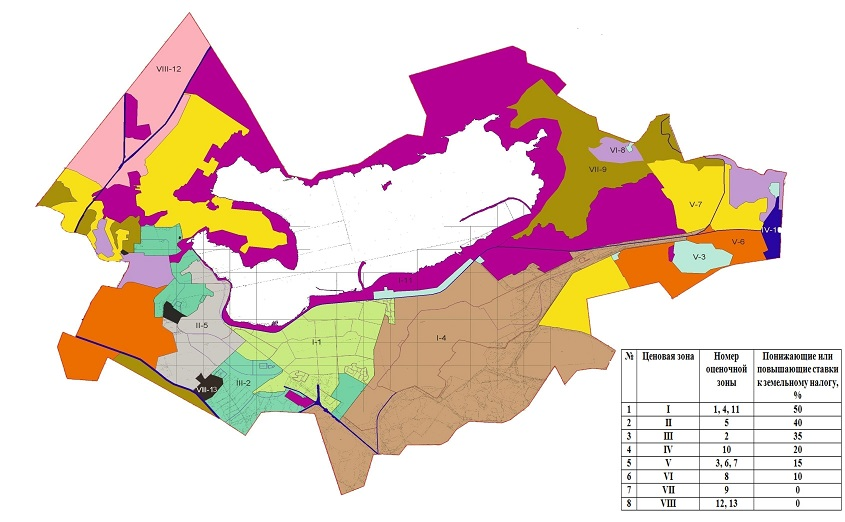 VIII-12
VI-8
VII-9
V-7
IV-1
V-6
V-3
I-11
II-5
I-1
I-4
III-2
VIII-13
№ Ценовая зона Номер оценочной зоны Понижающие или повышающие ставки к земельному налогу, %
1 I 1, 4, 11 50
2 II 5 40
3 III 2 35
4 IV 10 20
5 V 3, 6, 7 15
6 VI 8 10
7 VII 9 0
8 VIII 12, 13 0